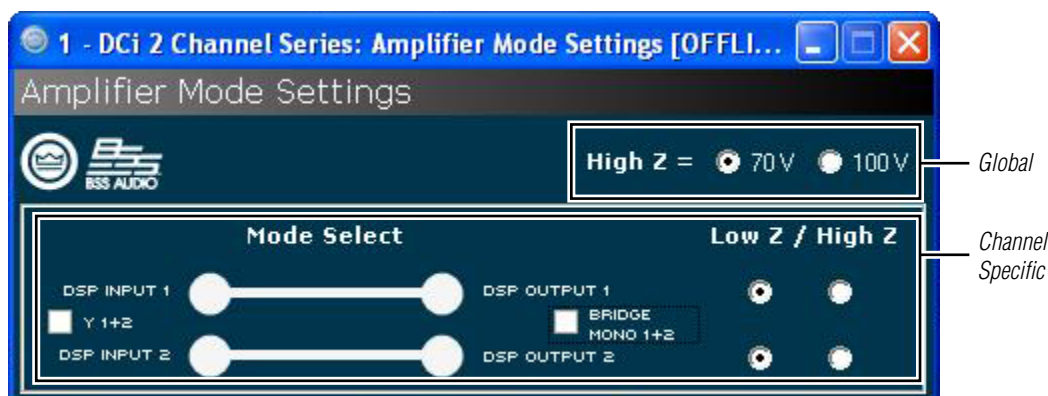 1 - DCi 2 Channel Series: Amplifier Mode Settings [OFFLI...
Amplifier Mode Settings
BSS
BSS AUDIO
High Z = 70V 100V
Global
Mode Select
Low Z / High Z
Channel
Specific
DSP INPUT 1
DSP OUTPUT 1
Y 1+2
BRIDGE
MONO 1+2
DSP INPUT 2
DSP OUTPUT 2